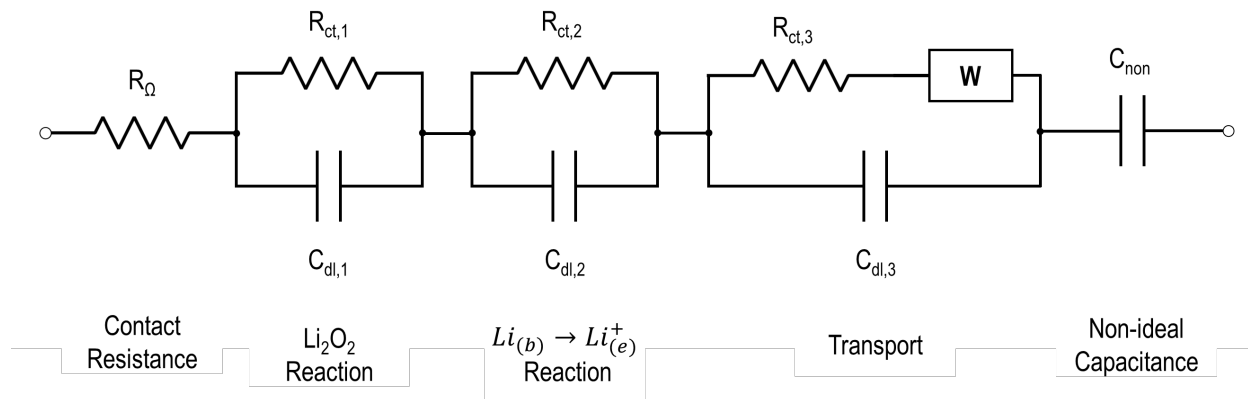 R_ct,1
R_ct,2
R_ct,3
R_Ω
W
C_non
C_dl,1
C_dl,2
C_dl,3
Contact
Resistance
Li₂O₂
Reaction
Li_(b) → Li⁺_(e)
Reaction
Transport
Non-ideal
Capacitance